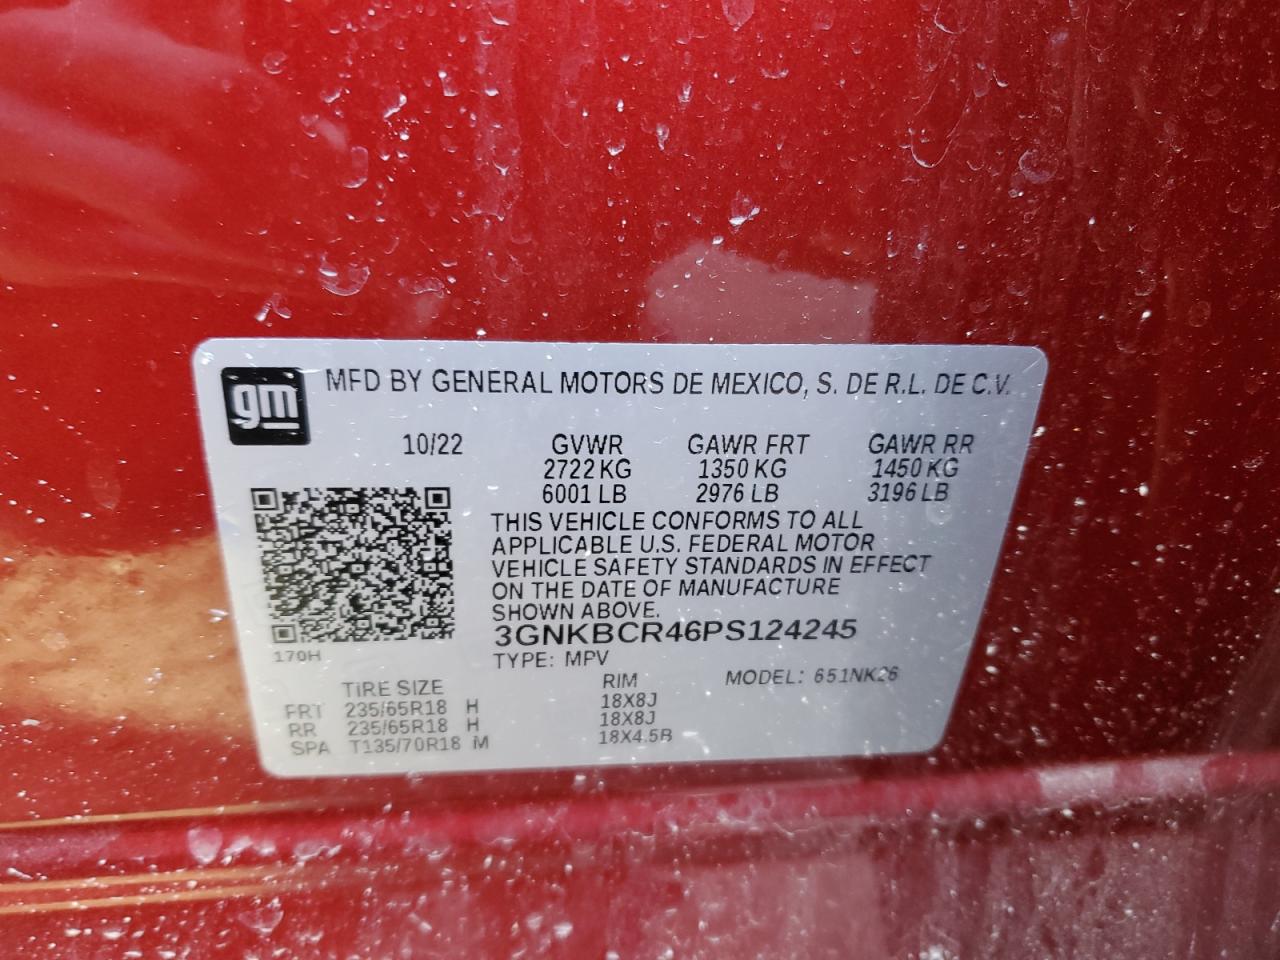 gm MFD BY GENERAL MOTORS DE MEXICO, S. DE R.L. DE C.V.
10/22 GVWR GAWR FRT GAWR RR
2722 KG 1350 KG 1450 KG
6001 LB 2976 LB 3196 LB
THIS VEHICLE CONFORMS TO ALL
APPLICABLE U.S. FEDERAL MOTOR
VEHICLE SAFETY STANDARDS IN EFFECT
ON THE DATE OF MANUFACTURE
SHOWN ABOVE.
3GNKBCR46PS124245
170H TYPE: MPV
MODEL: 651NK26
TIRE SIZE RIM
FRT 235/65R18 H 18X8J
RR 235/65R18 H 18X8J
SPA T135/70R18 M 18X4.5B